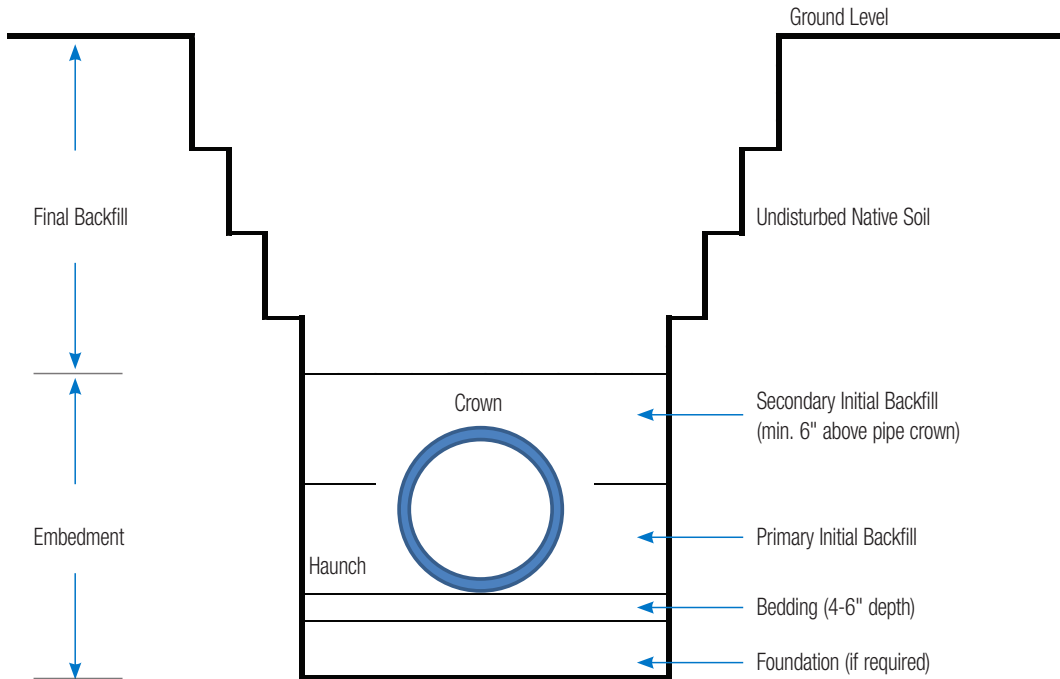 Ground Level
Final Backfill
Undisturbed Native Soil
Crown
Secondary Initial Backfill
(min. 6" above pipe crown)
Embedment
Primary Initial Backfill
Haunch
Bedding (4-6" depth)
Foundation (if required)